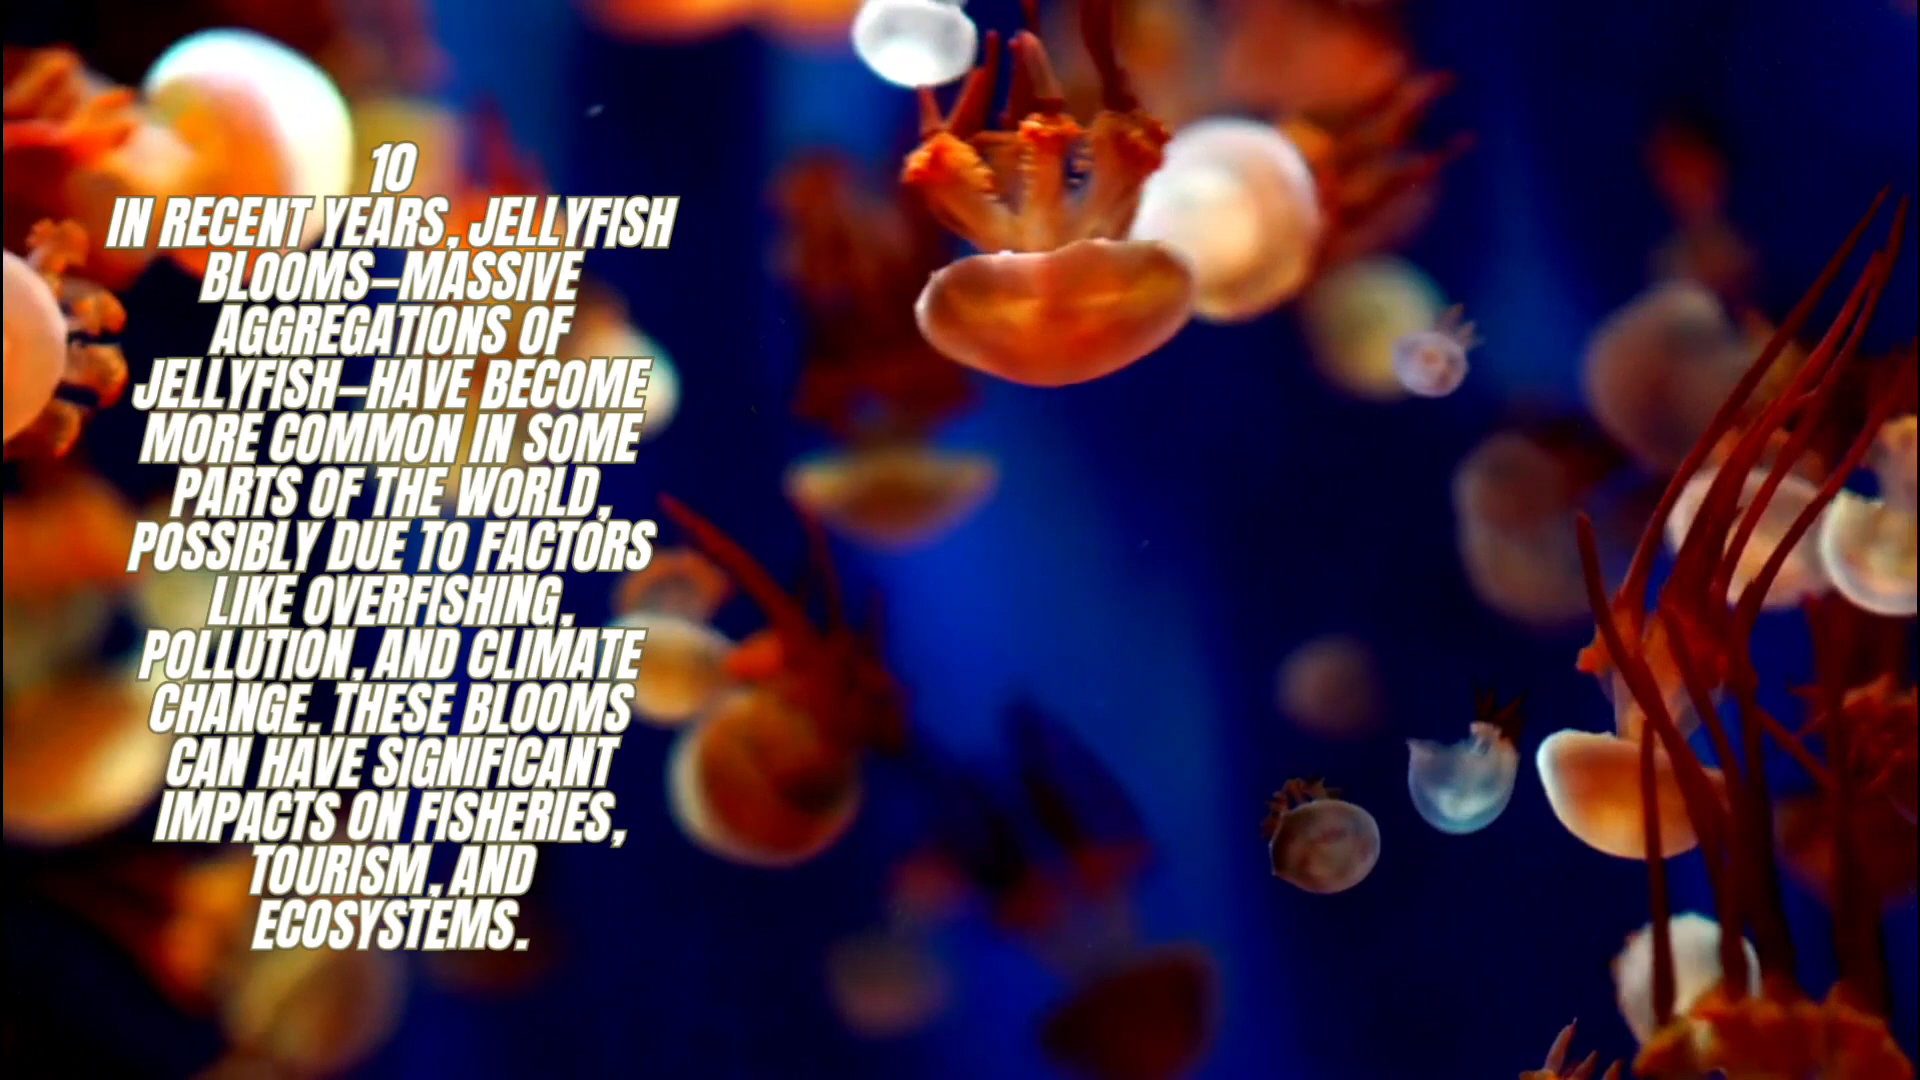 10
IN RECENT YEARS, JELLYFISH
BLOOMS—MASSIVE
AGGREGATIONS OF
JELLYFISH—HAVE BECOME
MORE COMMON IN SOME
PARTS OF THE WORLD,
POSSIBLY DUE TO FACTORS
LIKE OVERFISHING,
POLLUTION, AND CLIMATE
CHANGE. THESE BLOOMS
CAN HAVE SIGNIFICANT
IMPACTS ON FISHERIES,
TOURISM, AND
ECOSYSTEMS.